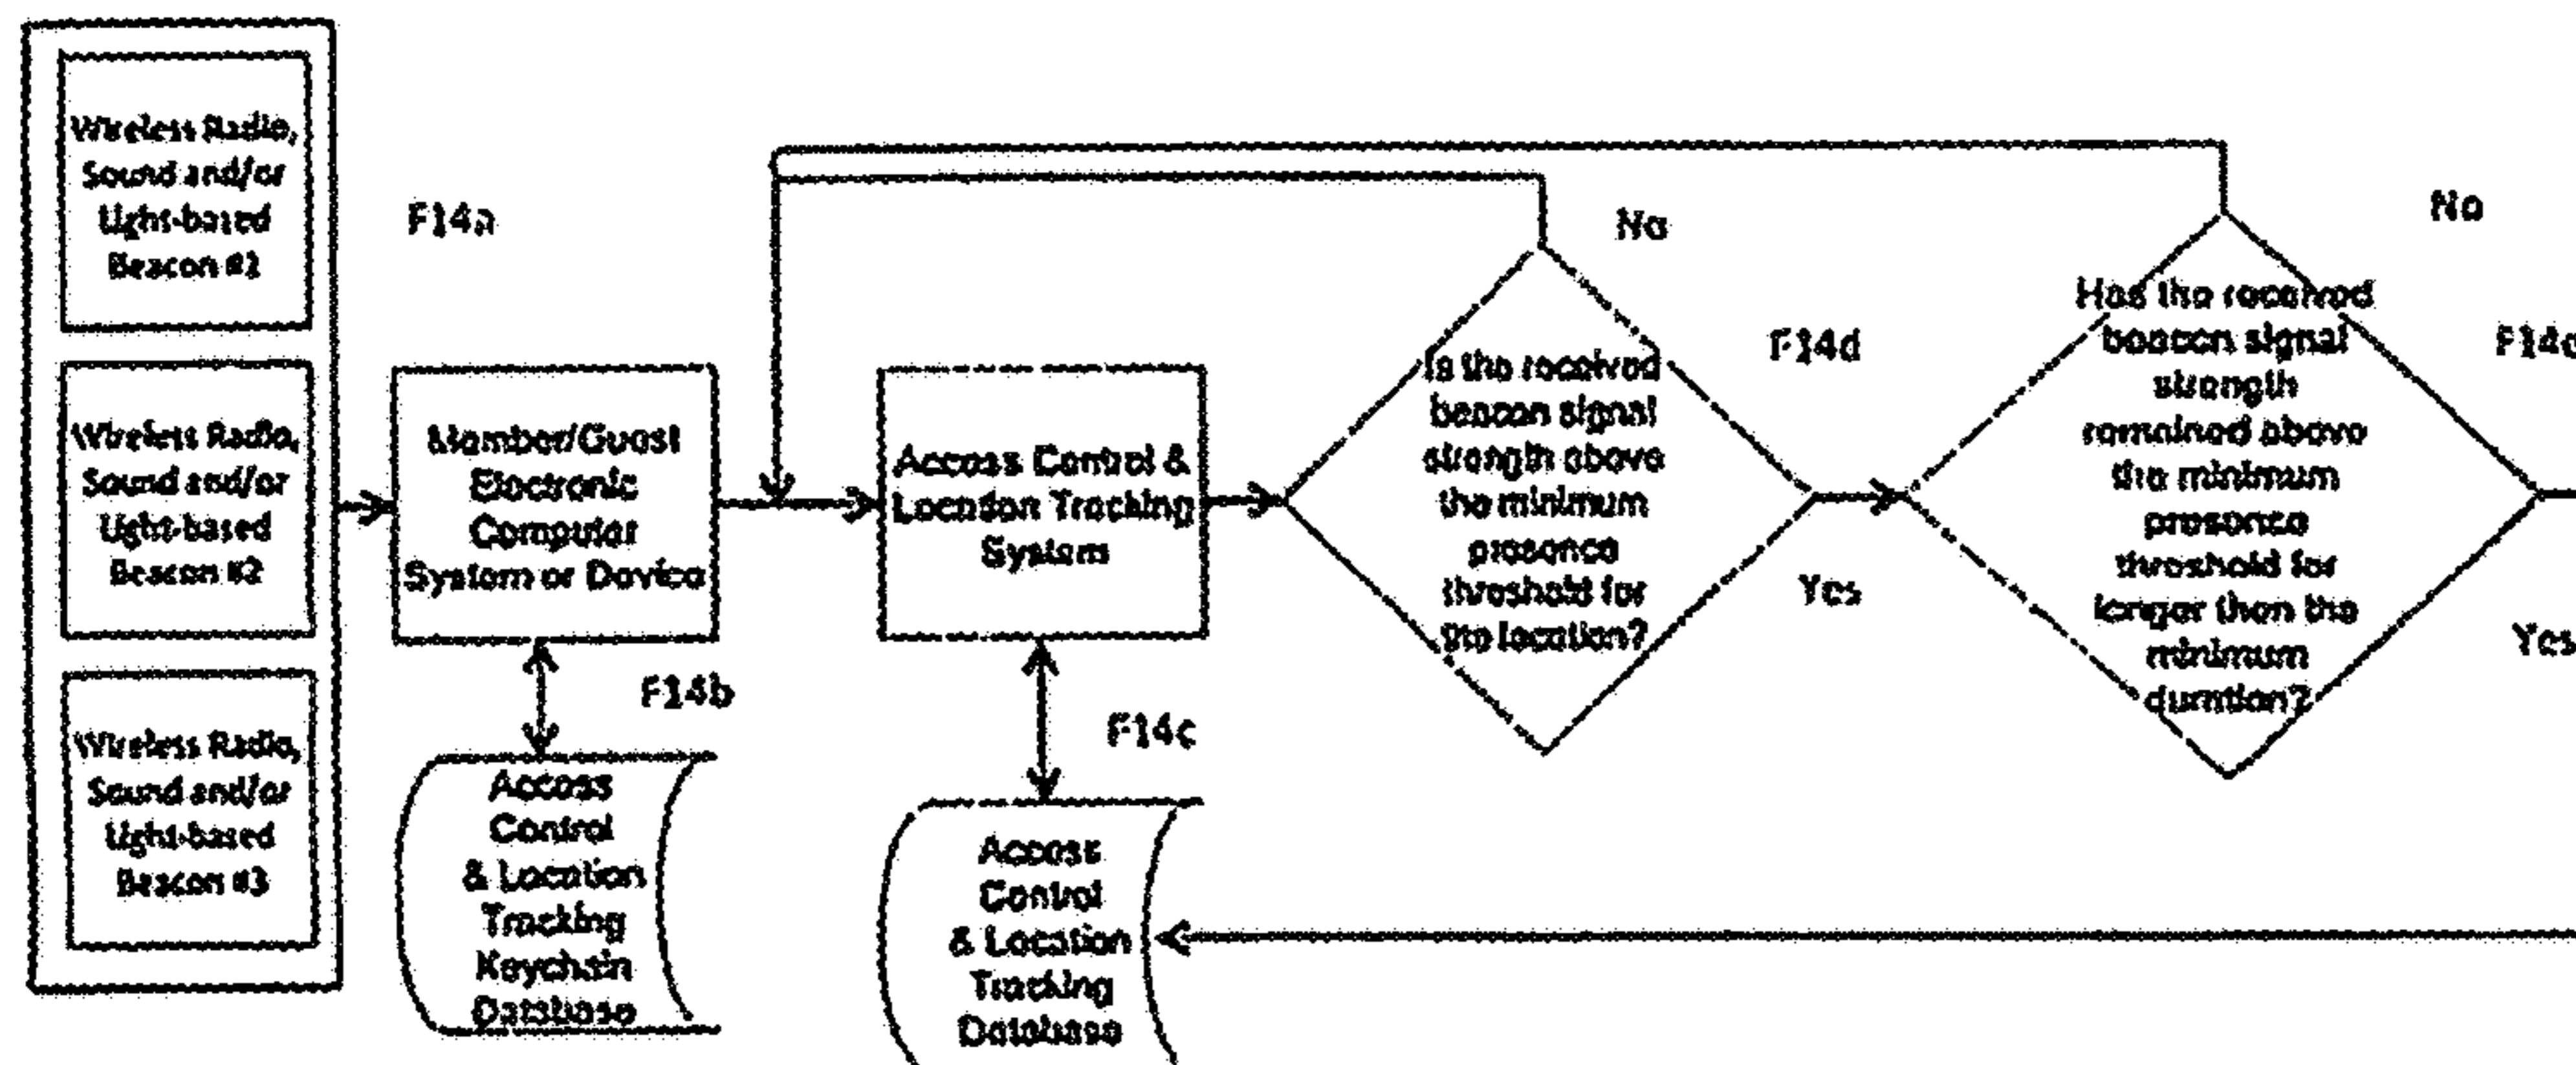 Wireless Radio,
Sound and/or
Light-based
Beacon #1
Wireless Radio,
Sound and/or
Light-based
Beacon #2
Wireless Radio,
Sound and/or
Light-based
Beacon #3
F14a
Member/Guest
Electronic
Computer
System or Device
F14b
Access
Control
& Location
Tracking
Keychain
Database
Access Control &
Location Tracking
System
F14c
Access
Control
& Location
Tracking
Database
Is the received
beacon signal
strength above
the minimum
presence
threshold for
the location?
No
F14d
Yes
Has the received
beacon signal
strength
remained above
the minimum
presence
threshold for
longer than the
minimum
duration?
No
Yes